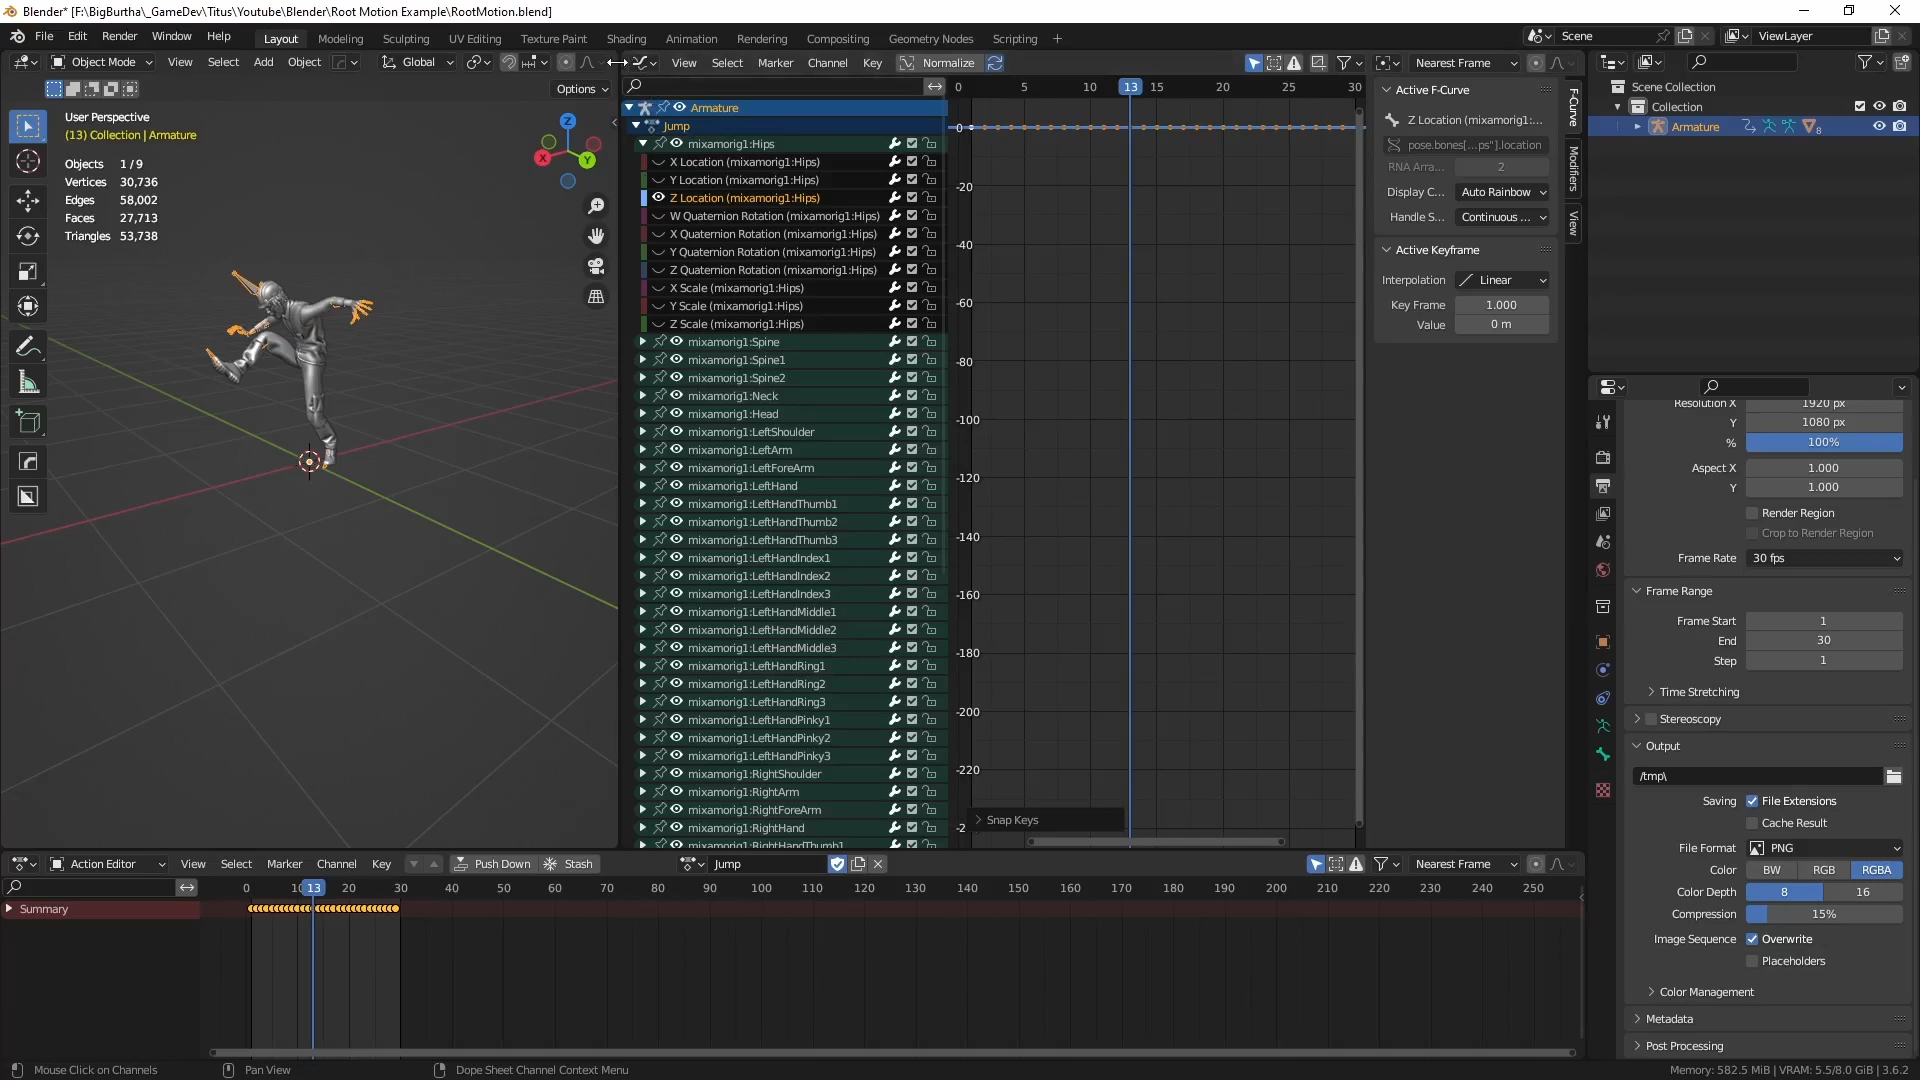 Blender* [F:\BigBurtha\_GameDev\Titus\Youtube\Blender\Root Motion Example\RootMotion.blend]
File Edit Render Window Help Layout Modeling Sculpting UV Editing Texture Paint Shading Animation Rendering Compositing Geometry Nodes Scripting + Scene ViewLayer
Object Mode View Select Add Object Global View Select Marker Channel Key Normalize Nearest Frame
Options
0 5 10 13 15 20 25 30
User Perspective
(13) Collection | Armature
Objects 1 / 9
Vertices 30,736
Edges 58,002
Faces 27,713
Triangles 53,738
Z
X
Y
Armature
Jump
mixamorig1:Hips
X Location (mixamorig1:Hips)
Y Location (mixamorig1:Hips)
Z Location (mixamorig1:Hips)
W Quaternion Rotation (mixamorig1:Hips)
X Quaternion Rotation (mixamorig1:Hips)
Y Quaternion Rotation (mixamorig1:Hips)
Z Quaternion Rotation (mixamorig1:Hips)
X Scale (mixamorig1:Hips)
Y Scale (mixamorig1:Hips)
Z Scale (mixamorig1:Hips)
mixamorig1:Spine
mixamorig1:Spine1
mixamorig1:Spine2
mixamorig1:Neck
mixamorig1:Head
mixamorig1:LeftShoulder
mixamorig1:LeftArm
mixamorig1:LeftForeArm
mixamorig1:LeftHand
mixamorig1:LeftHandThumb1
mixamorig1:LeftHandThumb2
mixamorig1:LeftHandThumb3
mixamorig1:LeftHandIndex1
mixamorig1:LeftHandIndex2
mixamorig1:LeftHandIndex3
mixamorig1:LeftHandMiddle1
mixamorig1:LeftHandMiddle2
mixamorig1:LeftHandMiddle3
mixamorig1:LeftHandRing1
mixamorig1:LeftHandRing2
mixamorig1:LeftHandRing3
mixamorig1:LeftHandPinky1
mixamorig1:LeftHandPinky2
mixamorig1:LeftHandPinky3
mixamorig1:RightShoulder
mixamorig1:RightArm
mixamorig1:RightForeArm
mixamorig1:RightHand
mixamorig1:RightHandThumb1
0
-20
-40
-60
-80
-100
-120
-140
-160
-180
-200
-220
-2
Snap Keys
Active F-Curve
Z Location (mixamorig1:...
pose.bones[...ps"].location
RNA Arra... 2
Display C... Auto Rainbow
Handle S... Continuous ...
Active Keyframe
Interpolation Linear
Key Frame 1.000
Value 0 m
F-Curve
Modifiers
View
Scene Collection
Collection
Armature 8
Resolution X 1920 px
Y 1080 px
% 100%
Aspect X 1.000
Y 1.000
Render Region
Crop to Render Region
Frame Rate 30 fps
Frame Range
Frame Start 1
End 30
Step 1
Time Stretching
Stereoscopy
Output
/tmp\
Saving File Extensions
Cache Result
File Format PNG
Color BW RGB RGBA
Color Depth 8 16
Compression 15%
Image Sequence Overwrite
Placeholders
Color Management
Metadata
Post Processing
Action Editor View Select Marker Channel Key Push Down Stash Jump Nearest Frame
0 10 13 20 30 40 50 60 70 80 90 100 110 120 130 140 150 160 170 180 190 200 210 220 230 240 250
Summary
Mouse Click on Channels Pan View Dope Sheet Channel Context Menu Memory: 582.5 MiB | VRAM: 5.5/8.0 GiB | 3.6.2